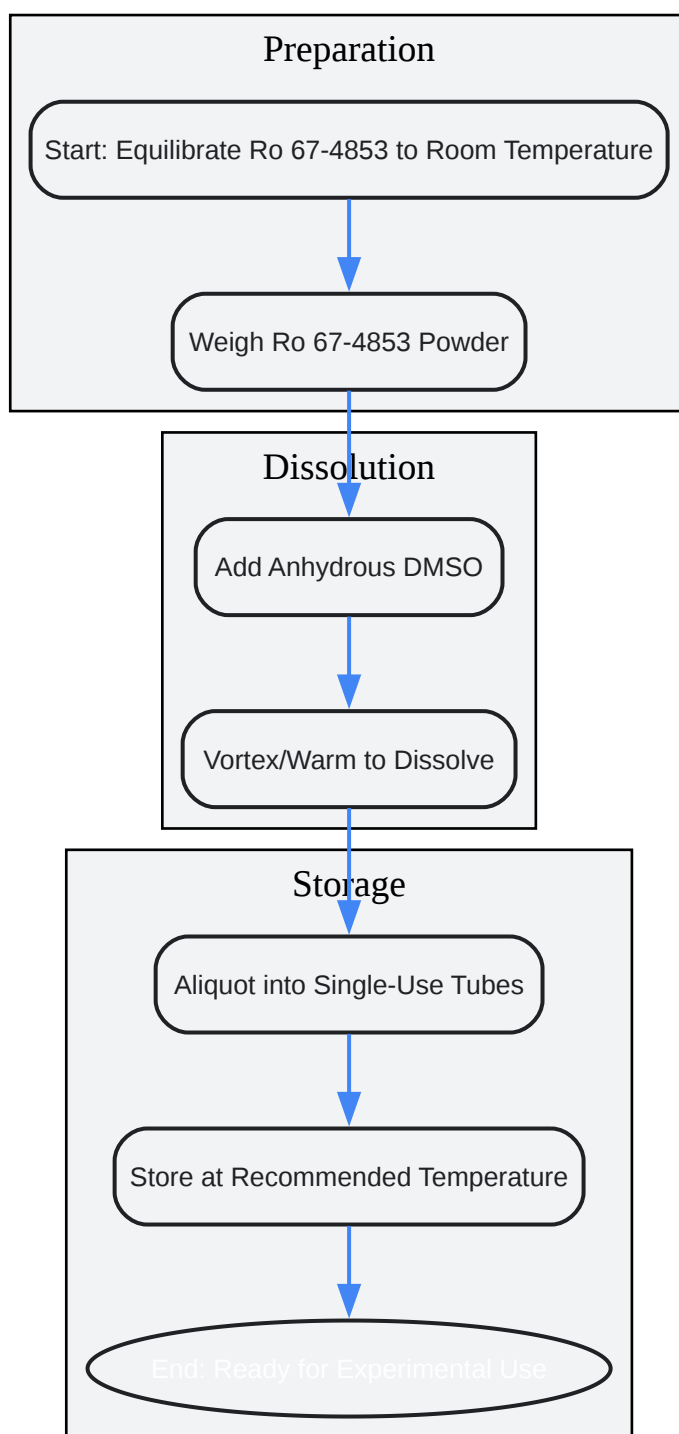 Preparation
Start: Equilibrate Ro 67-4853 to Room Temperature
Weigh Ro 67-4853 Powder
Dissolution
Add Anhydrous DMSO
Vortex/Warm to Dissolve
Storage
Aliquot into Single-Use Tubes
Store at Recommended Temperature
End: Ready for Experimental Use